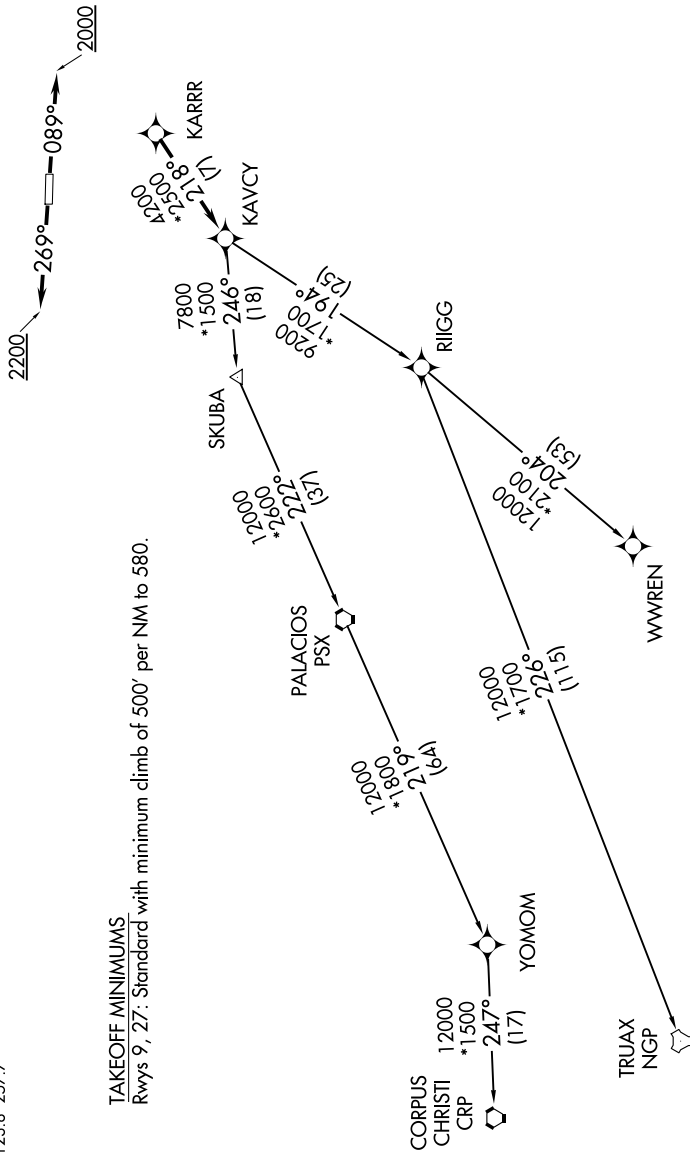 2200
269°
089°
2000
4200
*2500
218°
(7)
KARRR
KAVCY
7800
*1500
246°
(18)
9200
*1700
194°
(25)
SKUBA
RIIGG
12000
*2600
222°
(37)
12000
*2100
204°
(53)
PALACIOS
PSX
WWREN
12000
*1700
226°
(115)
12000
*1800
219°
(64)
YOMOM
12000
*1500
247°
(17)
CORPUS
CHRISTI
CRP
TRUAX
NGP
TAKEOFF MINIMUMS
Rwys 9, 27: Standard with minimum climb of 500' per NM to 580.